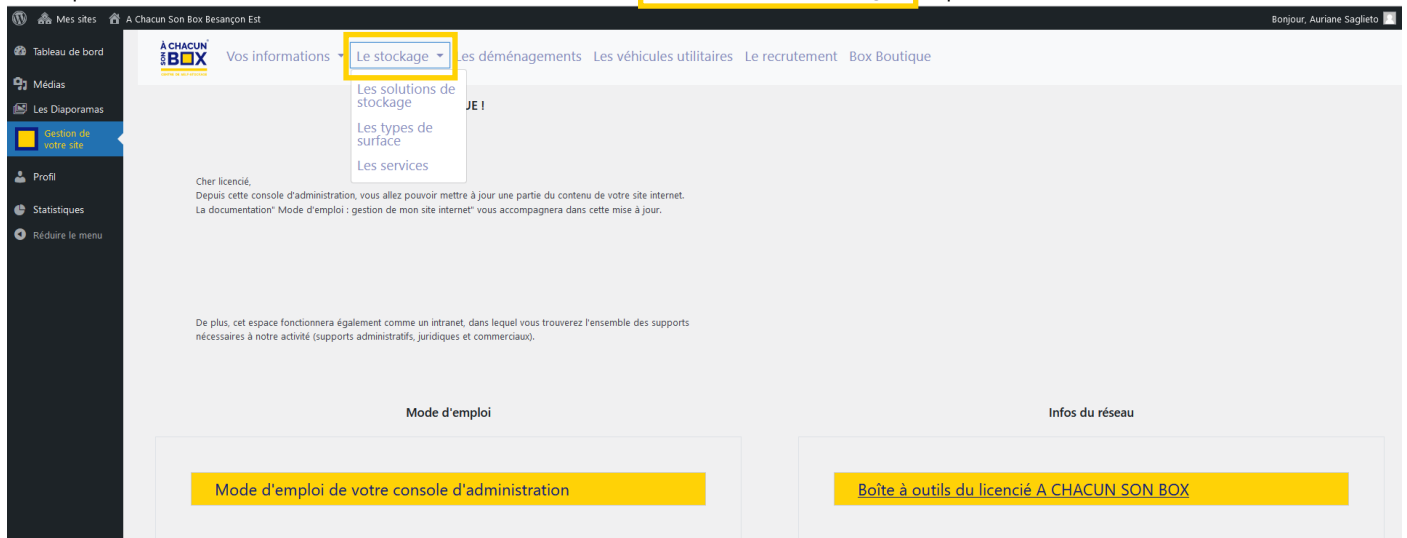 Mes sites
A Chacun Son Box Besançon Est
Bonjour, Auriane Saglieto
Tableau de bord
Médias
Les Diaporamas
Gestion de
votre site
Profil
Statistiques
Réduire le menu
À CHACUN
SON BOX
Vos informations
Le stockage
es déménagements
Les véhicules utilitaires
Le recrutement
Box Boutique
Les solutions de
stockage
Les types de
surface
Les services
UE !
Cher licencié,
Depuis cette console d'administration, vous allez pouvoir mettre à jour une partie du contenu de votre site internet.
La documentation" Mode d'emploi : gestion de mon site internet" vous accompagnera dans cette mise à jour.
De plus, cet espace fonctionnera également comme un intranet, dans lequel vous trouverez l'ensemble des supports
nécessaires à notre activité (supports administratifs, juridiques et commerciaux).
Mode d'emploi
Infos du réseau
Mode d'emploi de votre console d'administration
Boîte à outils du licencié A CHACUN SON BOX